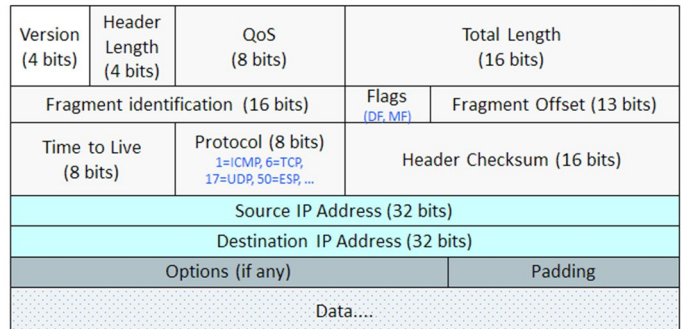 Version
(4 bits)
Header
Length
(4 bits)
QoS
(8 bits)
Total Length
(16 bits)
Fragment identification (16 bits)
Flags
(DF, MF)
Fragment Offset (13 bits)
Time to Live
(8 bits)
Protocol (8 bits)
1=ICMP, 6=TCP,
17=UDP, 50=ESP, ...
Header Checksum (16 bits)
Source IP Address (32 bits)
Destination IP Address (32 bits)
Options (if any)
Padding
Data....